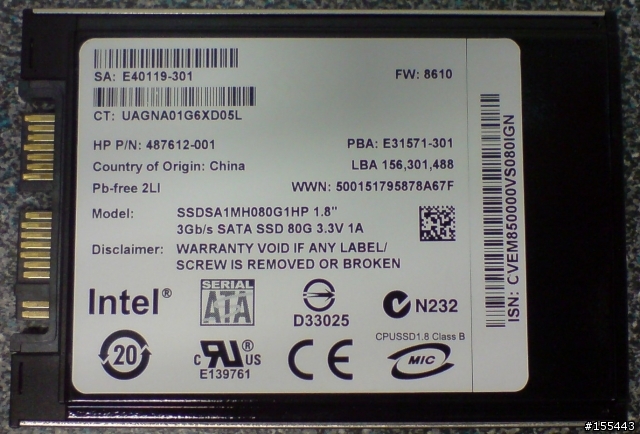 SA: E40119-301
FW: 8610
CT: UAGNA01G6XD05L
HP P/N: 487612-001
PBA: E31571-301
Country of Origin: China
LBA 156,301,488
Pb-free 2LI
WWN: 500151795878A67F
Model: SSDSA1MH080G1HP 1.8"
3Gb/s SATA SSD 80G 3.3V 1A
Disclaimer: WARRANTY VOID IF ANY LABEL/
SCREW IS REMOVED OR BROKEN
Intel®
SERIAL
ATA
D33025
N232
20
C UR ® US
E139761
CE
CPUSSD1.8 Class B
MIC
ISN: CVEM850000VS080IGN
#155443